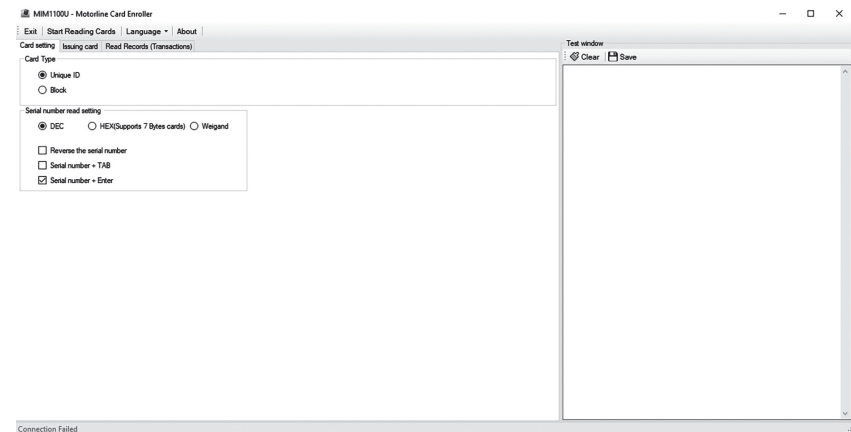 MIM1100U - Motorline Card Enroller
Exit Start Reading Cards Language About
Card setting Issuing card Read Records (Transactions)
Card Type
Unique ID
Block
Serial number read setting
DEC HEX(Supports 7 Bytes cards) Weigand
Reverse the serial number
Serial number + TAB
Serial number + Enter
Test window
Clear Save
Connection Failed